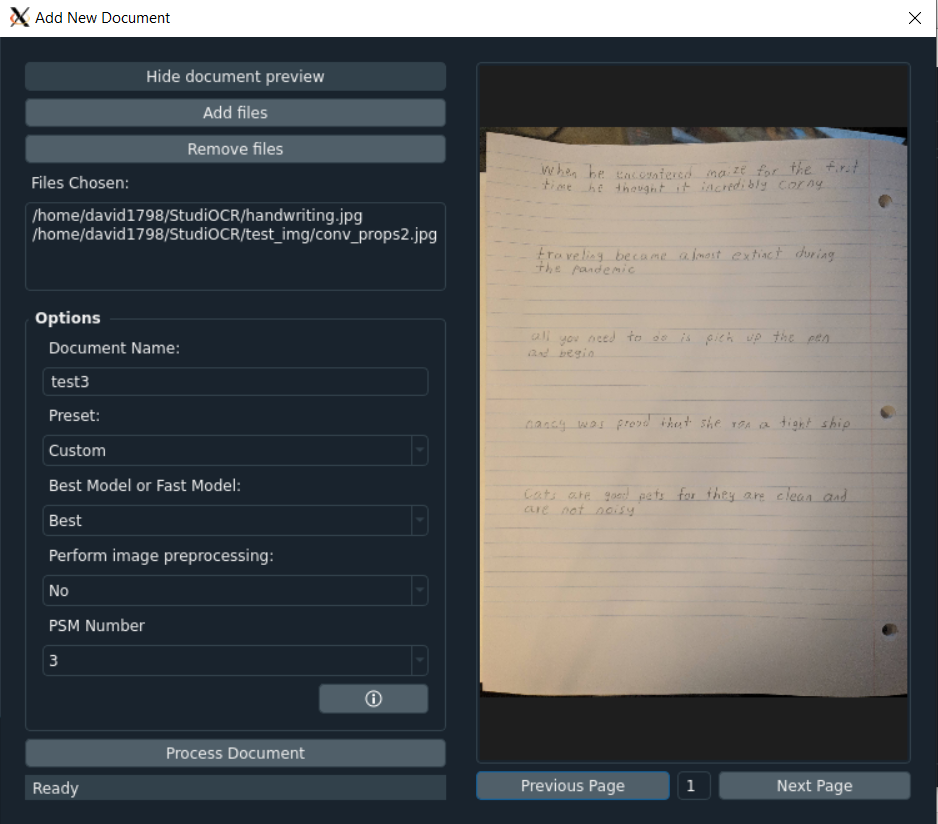 Add New Document
Hide document preview
Add files
Remove files
Files Chosen:
/home/david1798/StudiOCR/handwriting.jpg
/home/david1798/StudiOCR/test_img/conv_props2.jpg
Options
Document Name:
test3
Preset:
Custom
Best Model or Fast Model:
Best
Perform image preprocessing:
No
PSM Number
3
Process Document
Ready
When he encountered maize for the first
time he thought it incredibly corny
traveling became almost extinct during
the pandemic
all you need to do is pick up the pen
and begin
nancy was proud that she ran a tight ship
Cats are good pets for they are clean and
are not noisy
Previous Page
1
Next Page